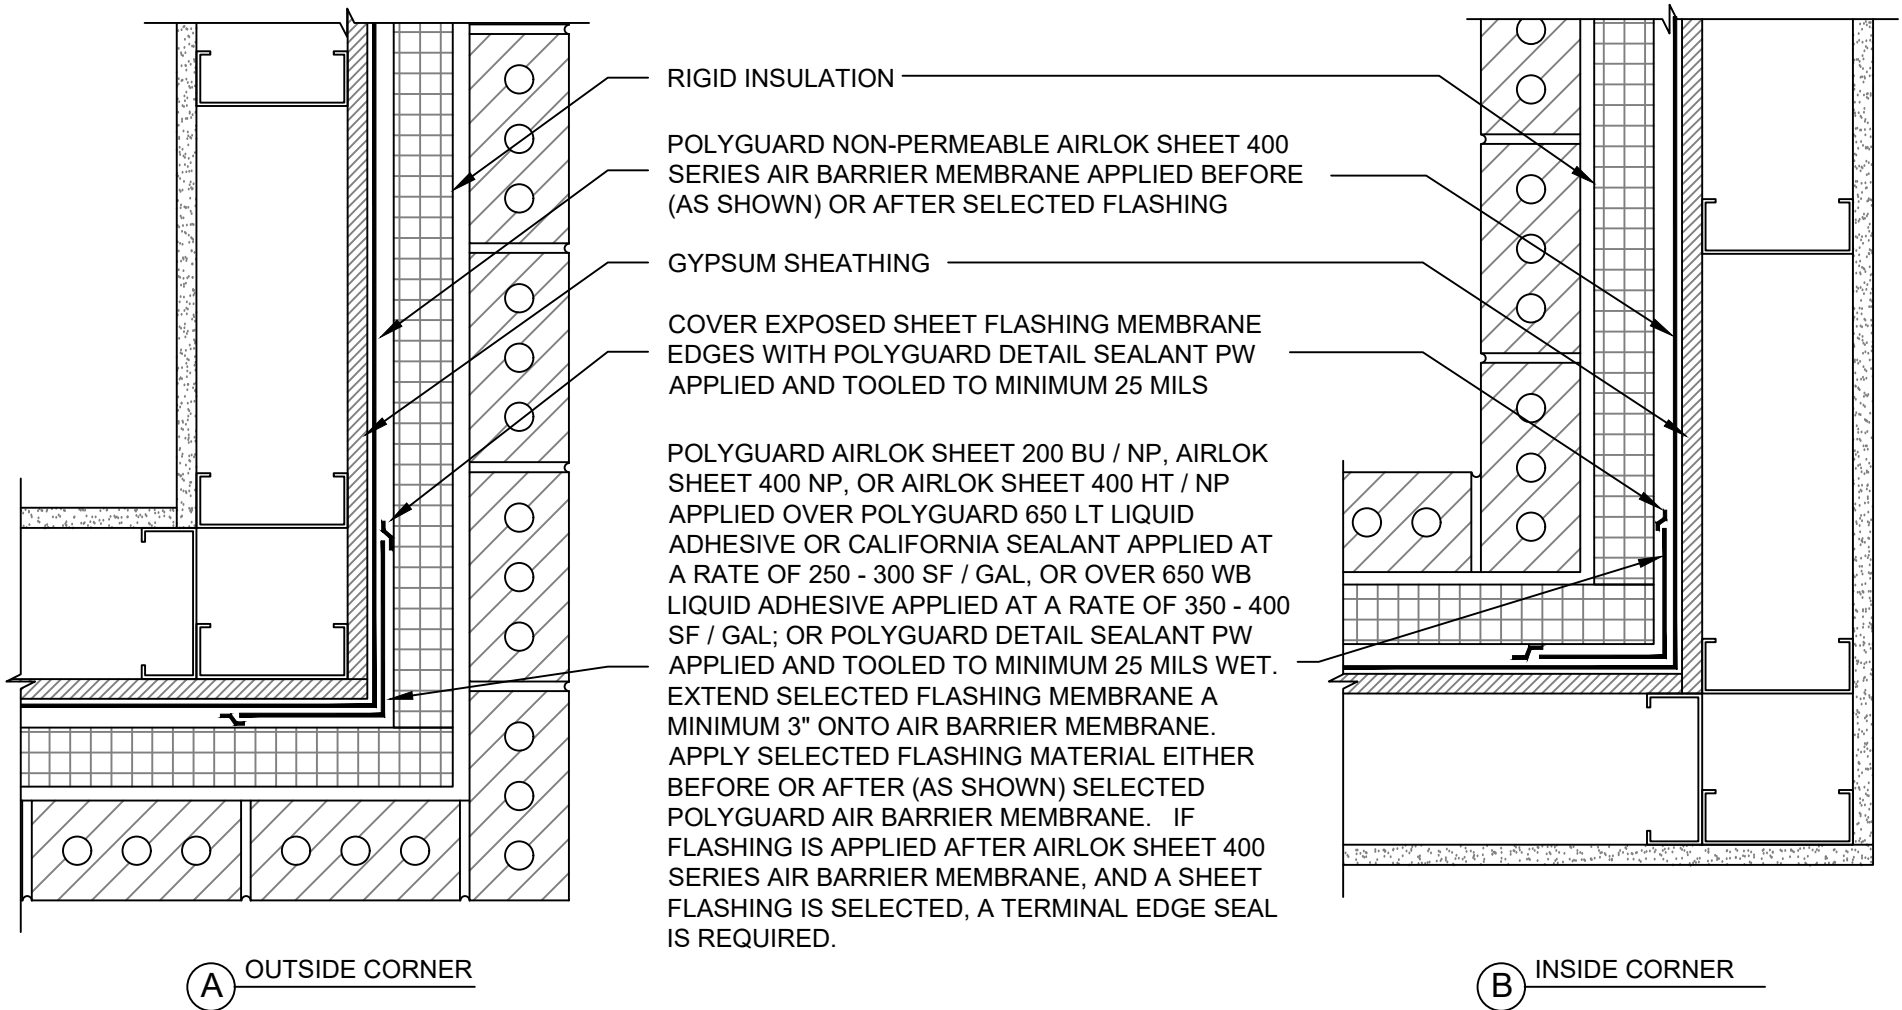 RIGID INSULATION
POLYGUARD NON-PERMEABLE AIRLOK SHEET 400
SERIES AIR BARRIER MEMBRANE APPLIED BEFORE
(AS SHOWN) OR AFTER SELECTED FLASHING
GYPSUM SHEATHING
COVER EXPOSED SHEET FLASHING MEMBRANE
EDGES WITH POLYGUARD DETAIL SEALANT PW
APPLIED AND TOOLED TO MINIMUM 25 MILS
POLYGUARD AIRLOK SHEET 200 BU / NP, AIRLOK
SHEET 400 NP, OR AIRLOK SHEET 400 HT / NP
APPLIED OVER POLYGUARD 650 LT LIQUID
ADHESIVE OR CALIFORNIA SEALANT APPLIED AT
A RATE OF 250 - 300 SF / GAL, OR OVER 650 WB
LIQUID ADHESIVE APPLIED AT A RATE OF 350 - 400
SF / GAL; OR POLYGUARD DETAIL SEALANT PW
APPLIED AND TOOLED TO MINIMUM 25 MILS WET.
EXTEND SELECTED FLASHING MEMBRANE A
MINIMUM 3" ONTO AIR BARRIER MEMBRANE.
APPLY SELECTED FLASHING MATERIAL EITHER
BEFORE OR AFTER (AS SHOWN) SELECTED
POLYGUARD AIR BARRIER MEMBRANE. IF
FLASHING IS APPLIED AFTER AIRLOK SHEET 400
SERIES AIR BARRIER MEMBRANE, AND A SHEET
FLASHING IS SELECTED, A TERMINAL EDGE SEAL
IS REQUIRED.
A OUTSIDE CORNER
B INSIDE CORNER